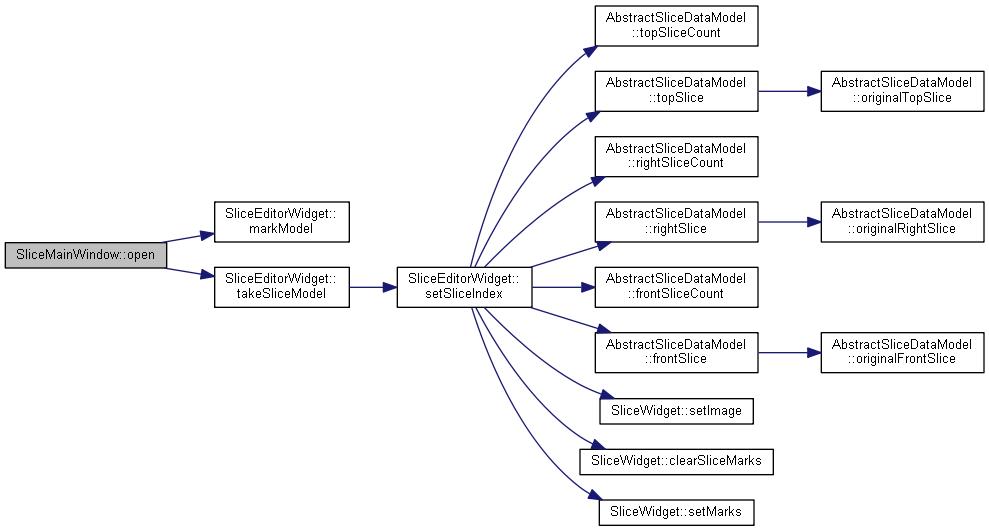 SliceMainWindow::open
SliceEditorWidget::
markModel
SliceEditorWidget::
takeSliceModel
SliceEditorWidget::
setSliceIndex
AbstractSliceDataModel
::topSliceCount
AbstractSliceDataModel
::topSlice
AbstractSliceDataModel
::originalTopSlice
AbstractSliceDataModel
::rightSliceCount
AbstractSliceDataModel
::rightSlice
AbstractSliceDataModel
::originalRightSlice
AbstractSliceDataModel
::frontSliceCount
AbstractSliceDataModel
::frontSlice
AbstractSliceDataModel
::originalFrontSlice
SliceWidget::setImage
SliceWidget::clearSliceMarks
SliceWidget::setMarks